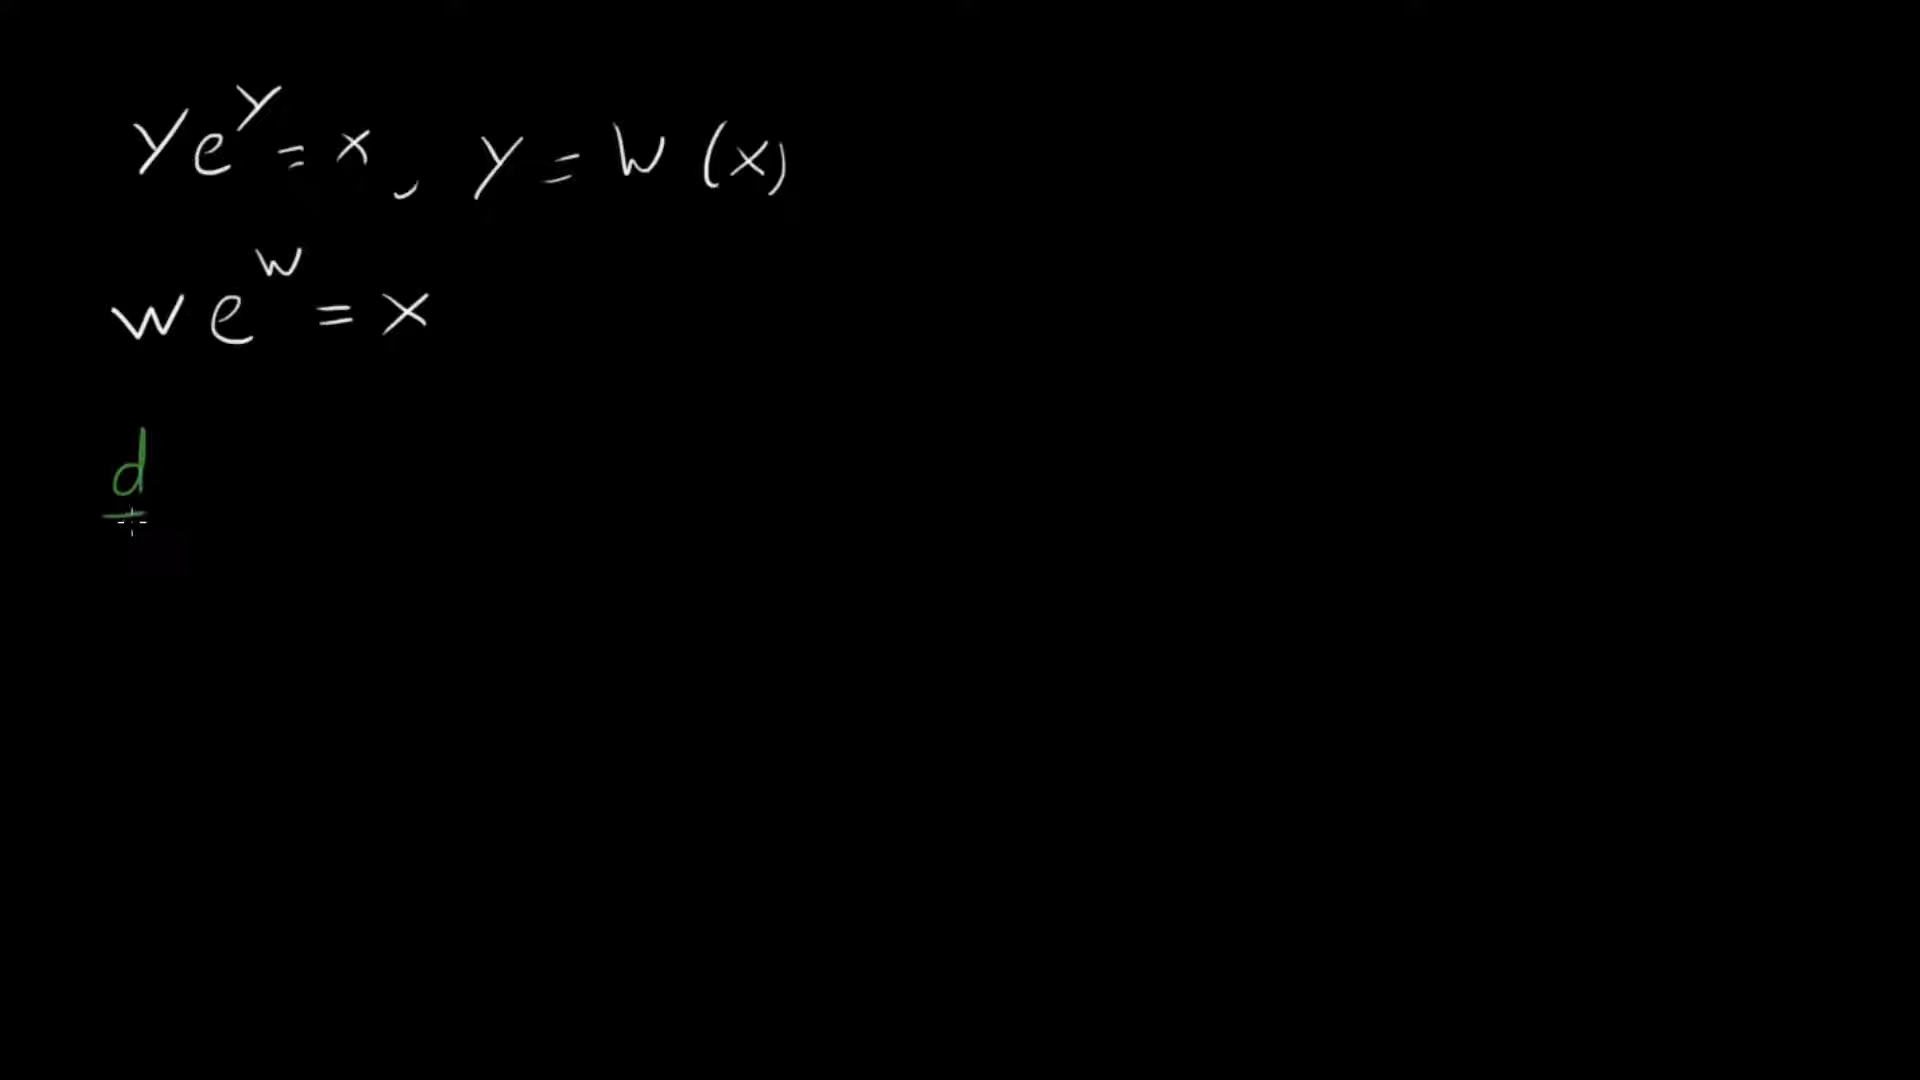 ye^y = x, y = W(x)
we^w = x
d